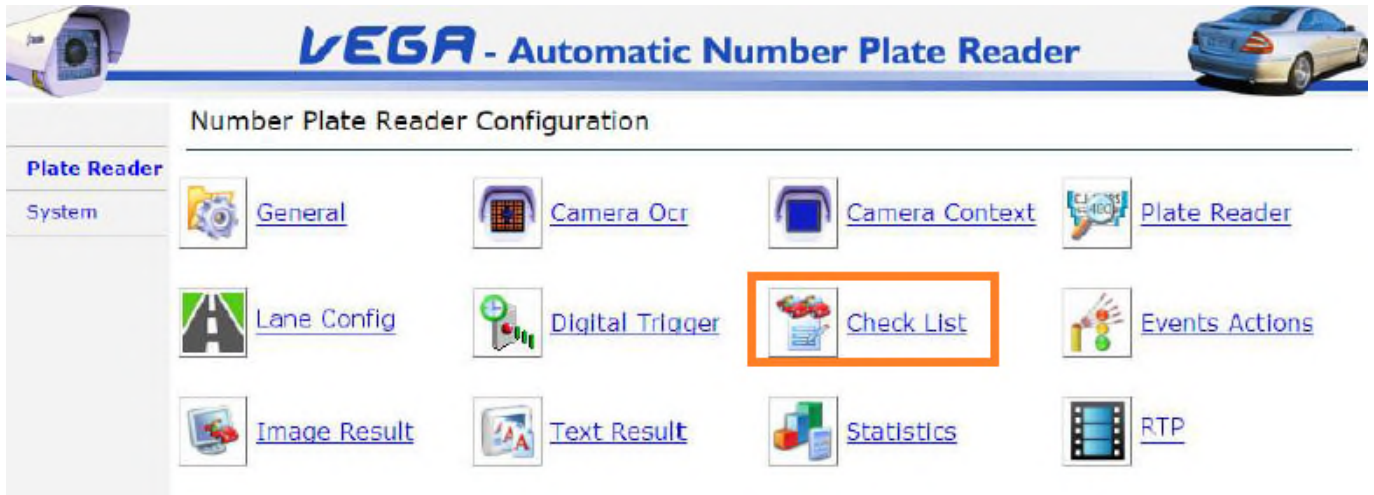 VEGA - Automatic Number Plate Reader
Number Plate Reader Configuration
Plate Reader
System
General
Camera Ocr
Camera Context
Plate Reader
Lane Config
Digital Trigger
Check List
Events Actions
Image Result
Text Result
Statistics
RTP